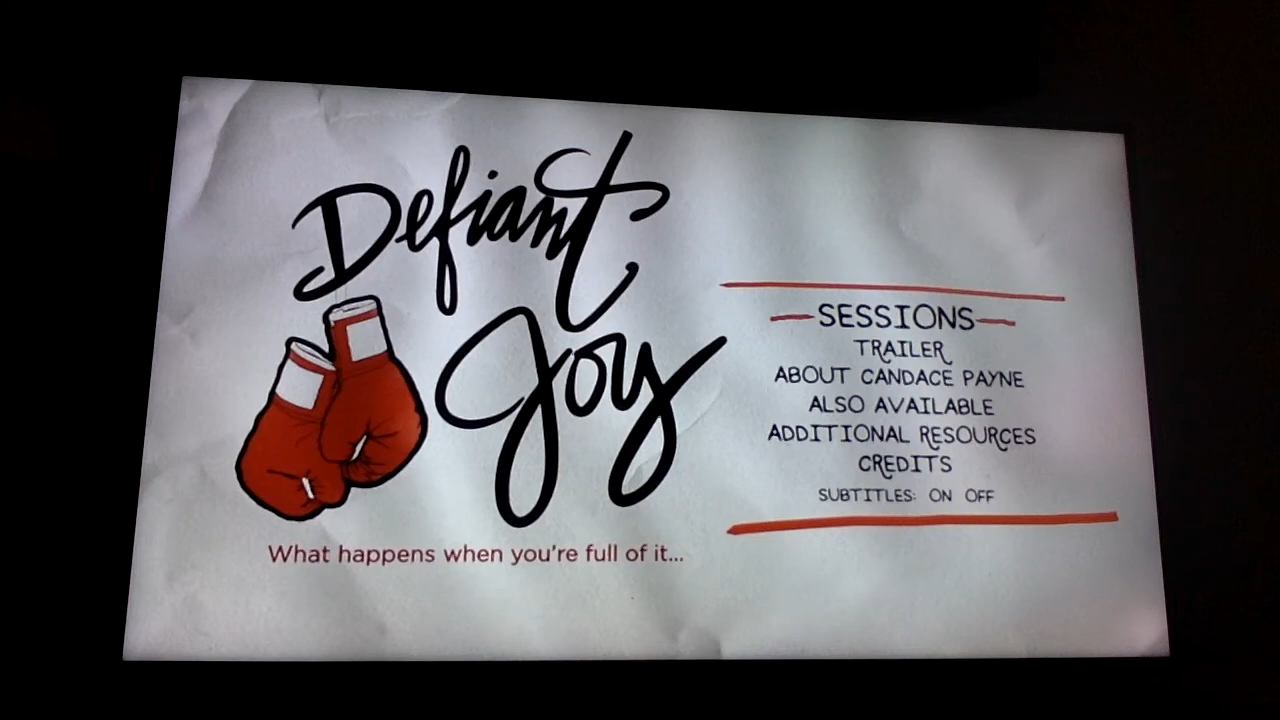 Defiant
Joy
What happens when you're full of it...
SESSIONS
TRAILER
ABOUT CANDACE PAYNE
ALSO AVAILABLE
ADDITIONAL RESOURCES
CREDITS
SUBTITLES: ON OFF